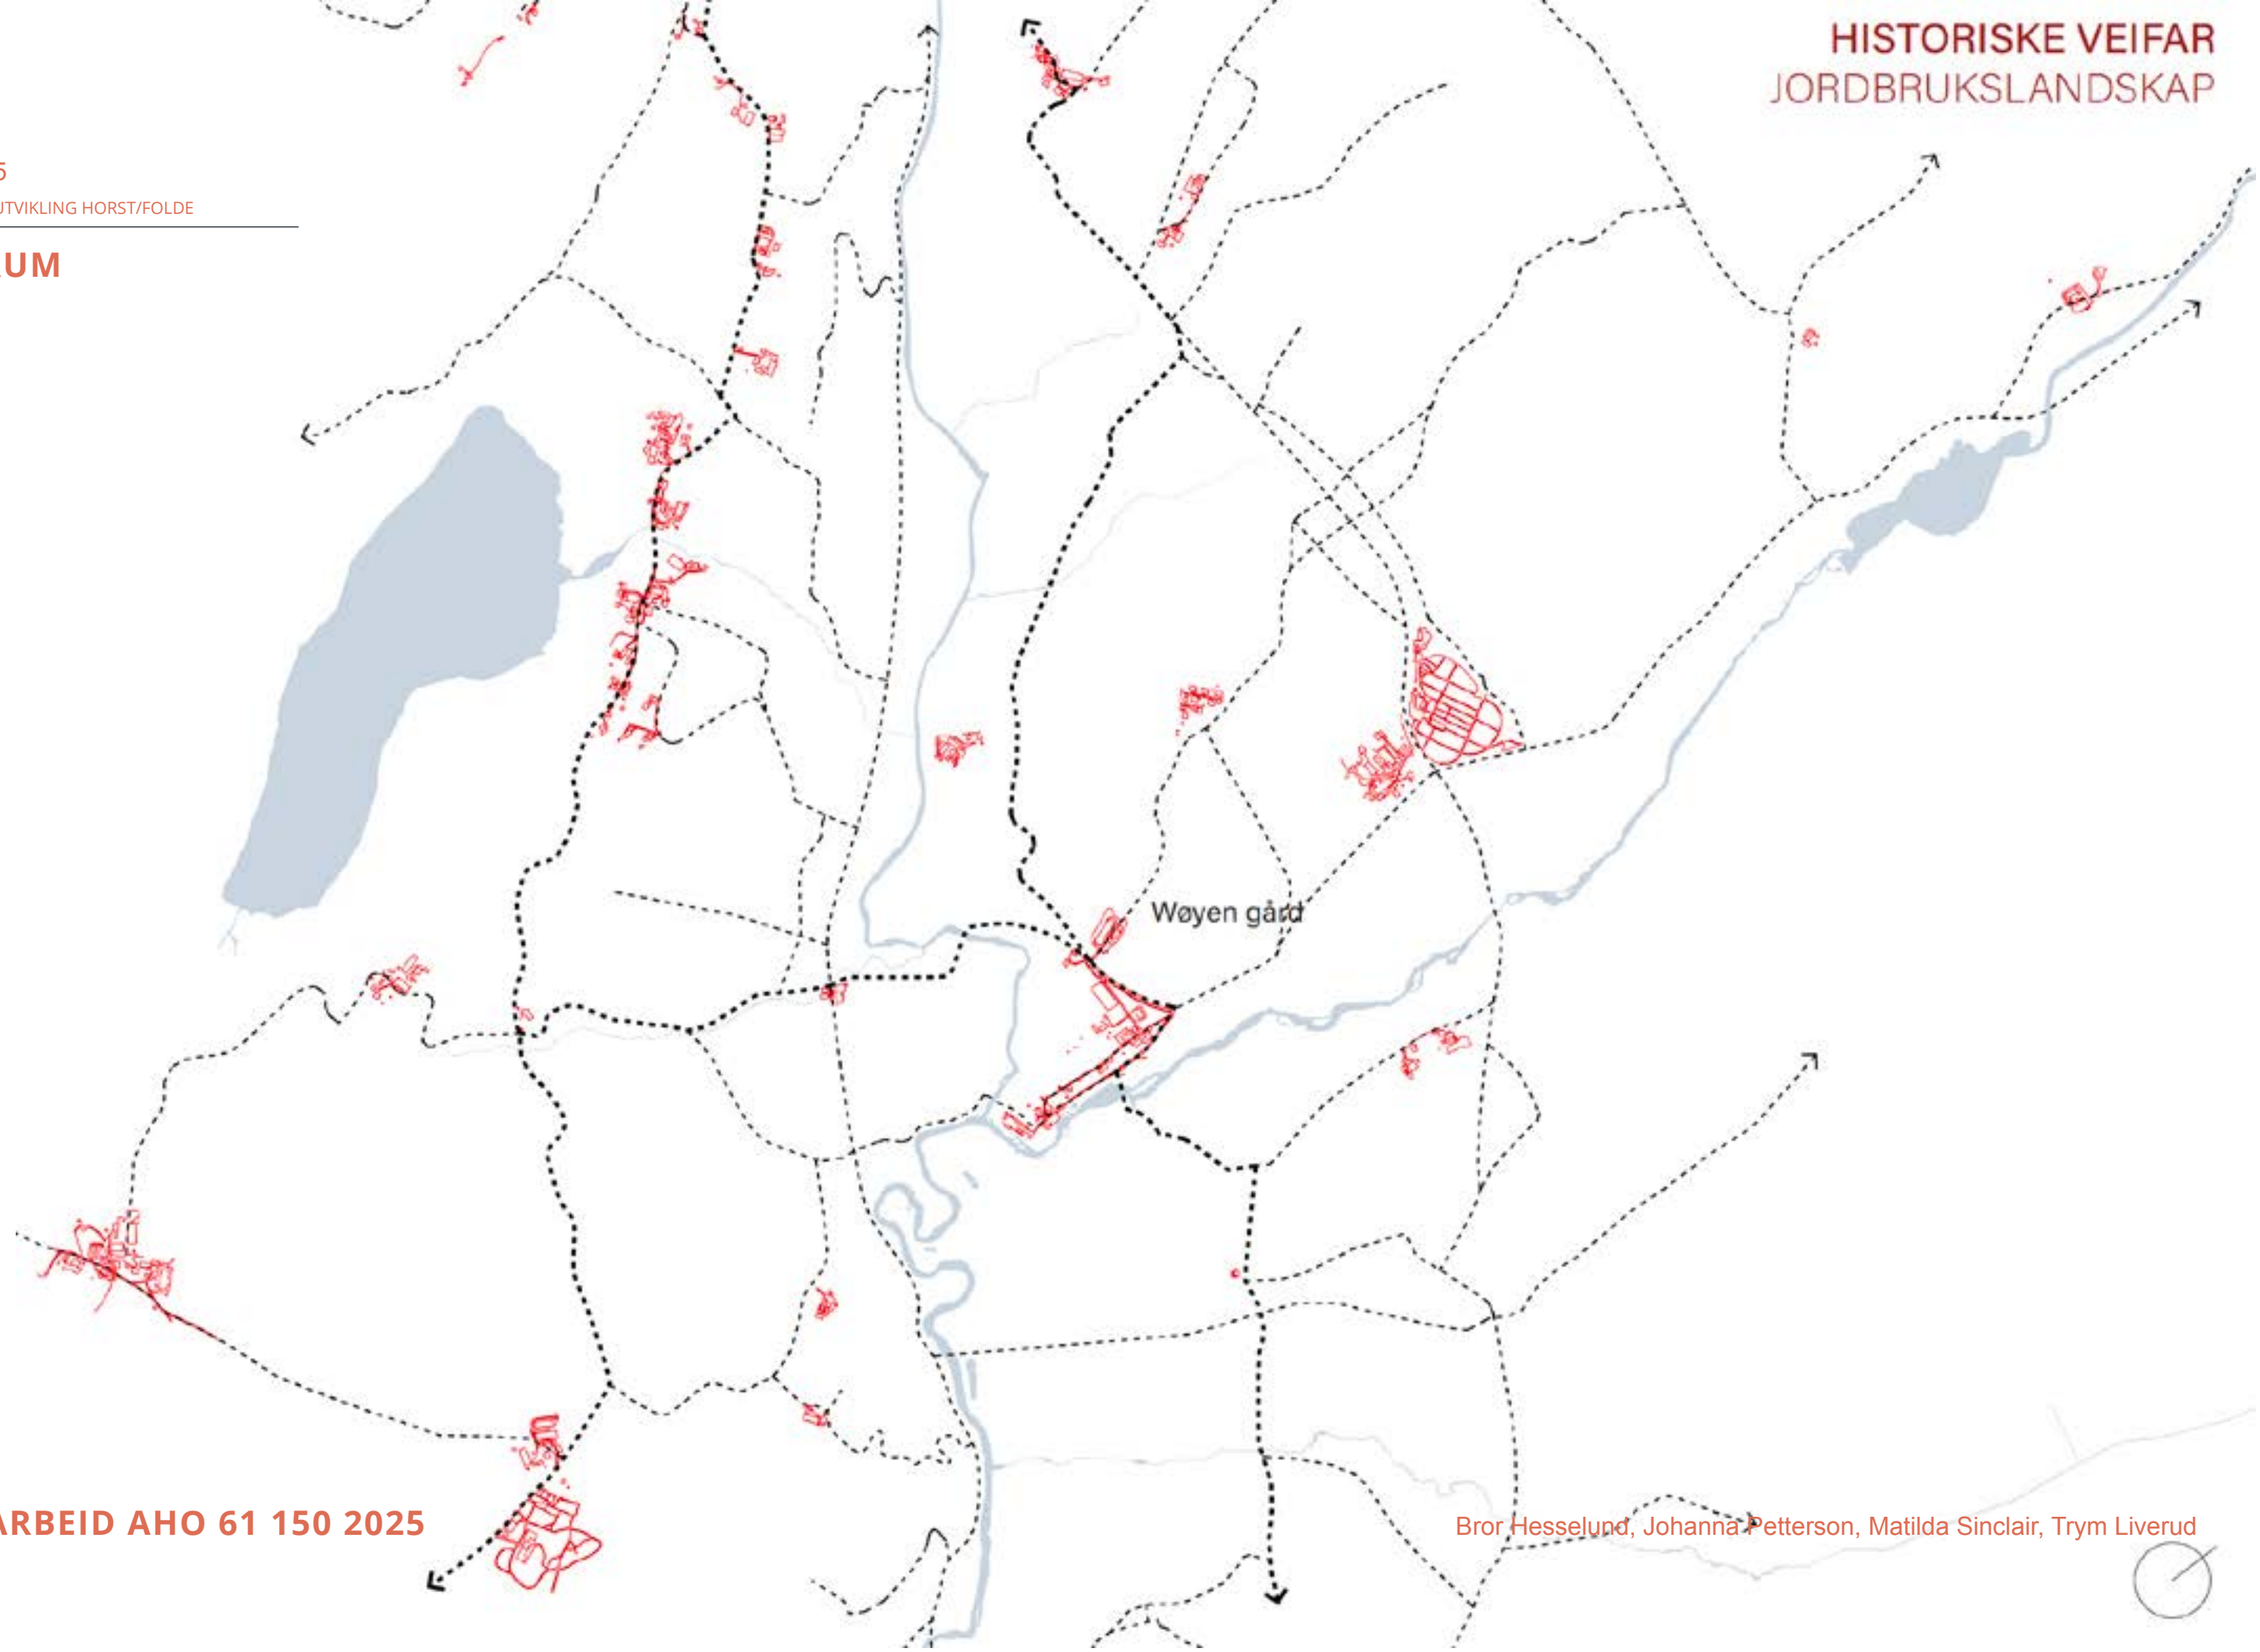 HISTORISKE VEIFAR
JORDBRUKSLANDSKAP
5
UTVIKLING HORST/FOLDE
UM
Wøyen gård
ARBEID AHO 61 150 2025
Bror Hesselund, Johanna Petterson, Matilda Sinclair, Trym Liverud